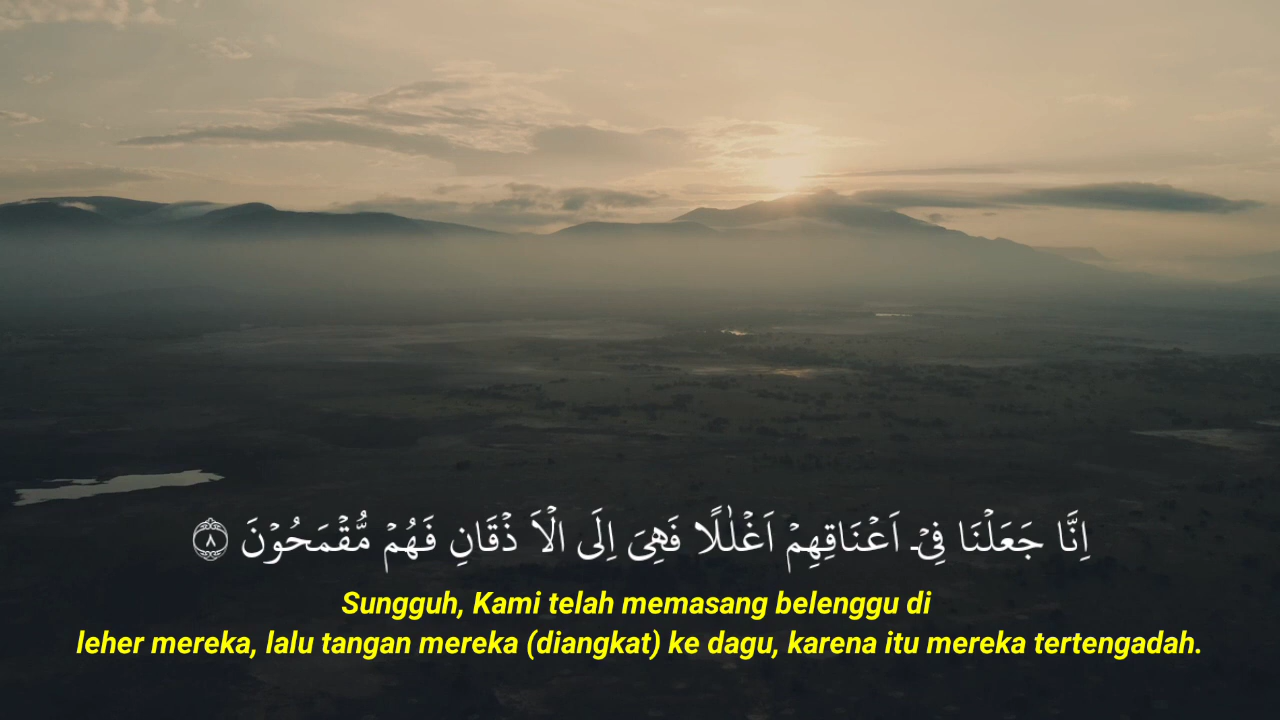 اِنَّا جَعَلْنَا فِيْۤ اَعْنَاقِهِمْ اَغْلٰلًا فَهِيَ اِلَى الْاَ ذْقَانِ فَهُمْ مُّقْمَحُوْنَ ۝٨
Sungguh, Kami telah memasang belenggu di
leher mereka, lalu tangan mereka (diangkat) ke dagu, karena itu mereka tertengadah.